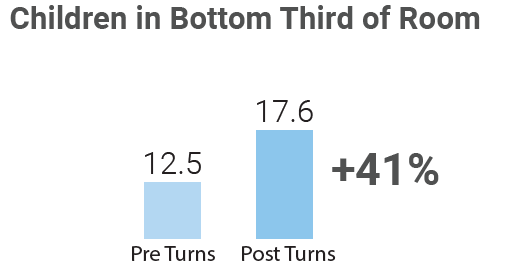 Children in Bottom Third of Room
17.6
12.5
+41%
Pre Turns Post Turns